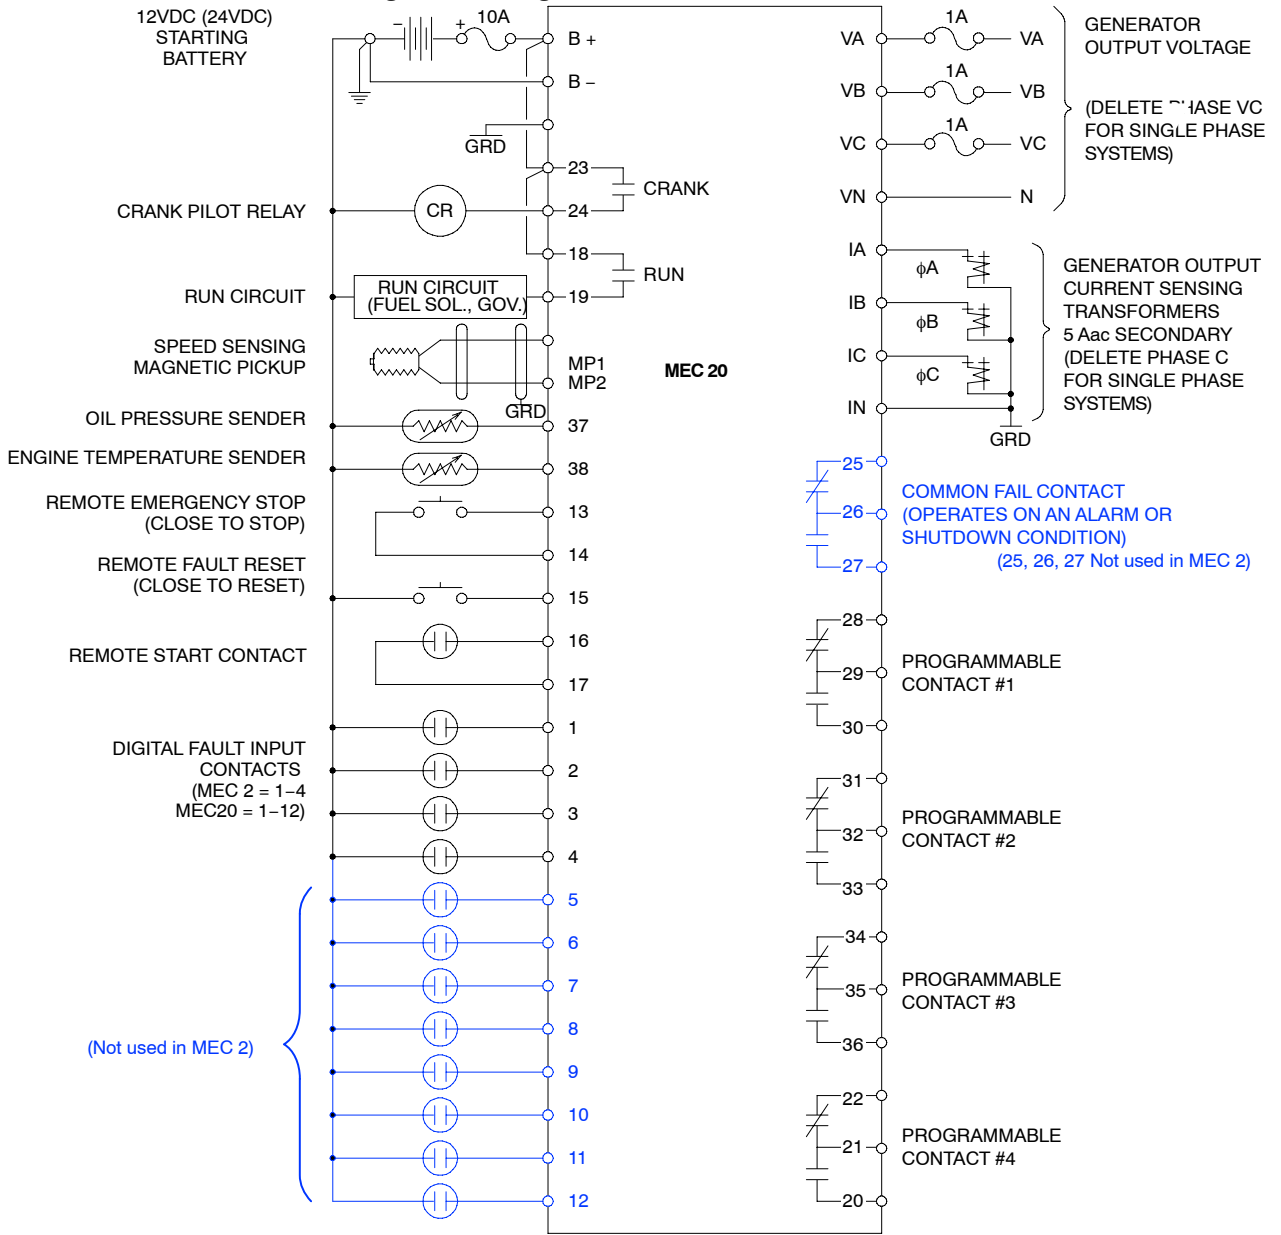 12VDC (24VDC)
STARTING
BATTERY
− + 10A
B +
B −
GRD
23
CRANK
CRANK PILOT RELAY
CR
24
18
RUN
RUN CIRCUIT
RUN CIRCUIT
(FUEL SOL., GOV.)
19
SPEED SENSING
MAGNETIC PICKUP
MP1
MP2
GRD
OIL PRESSURE SENDER
37
ENGINE TEMPERATURE SENDER
38
REMOTE EMERGENCY STOP
(CLOSE TO STOP)
13
14
REMOTE FAULT RESET
(CLOSE TO RESET)
15
REMOTE START CONTACT
16
17
DIGITAL FAULT INPUT
CONTACTS
(MEC 2 = 1−4
MEC20 = 1−12)
1
2
3
4
5
6
7
8
9
10
11
12
(Not used in MEC 2)
MEC 20
VA 1A VA
VB 1A VB
VC 1A VC
VN N
GENERATOR
OUTPUT VOLTAGE
(DELETE VC
FOR SINGLE PHASE
SYSTEMS)
IA
ϕA
IB
ϕB
IC
ϕC
IN
GRD
GENERATOR OUTPUT
CURRENT SENSING
TRANSFORMERS
5 Aac SECONDARY
(DELETE PHASE C
FOR SINGLE PHASE
SYSTEMS)
25
26
27
COMMON FAIL CONTACT
(OPERATES ON AN ALARM OR
SHUTDOWN CONDITION)
(25, 26, 27 Not used in MEC 2)
28
29
30
PROGRAMMABLE
CONTACT #1
31
32
33
PROGRAMMABLE
CONTACT #2
34
35
36
PROGRAMMABLE
CONTACT #3
22
21
20
PROGRAMMABLE
CONTACT #4